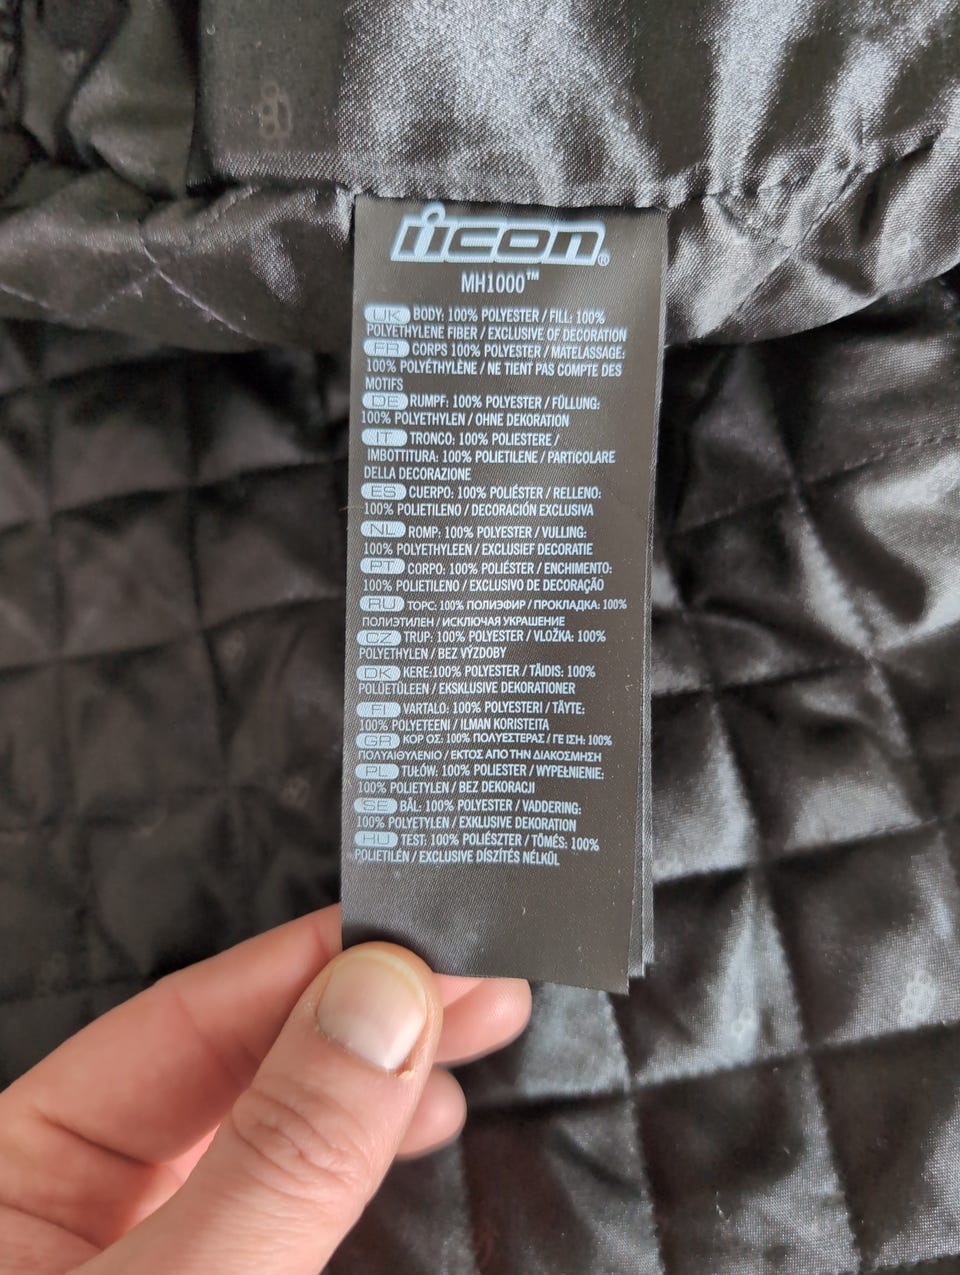 icon®
MH1000™
UK BODY: 100% POLYESTER / FILL: 100%
POLYETHYLENE FIBER / EXCLUSIVE OF DECORATION
FR CORPS 100% POLYESTER / MATELASSAGE:
100% POLYÉTHYLÈNE / NE TIENT PAS COMPTE DES
MOTIFS
DE RUMPF: 100% POLYESTER / FÜLLUNG:
100% POLYETHYLEN / OHNE DEKORATION
IT TRONCO: 100% POLIESTERE /
IMBOTTITURA: 100% POLIETILENE / PARTICOLARE
DELLA DECORAZIONE
ES CUERPO: 100% POLIÉSTER / RELLENO:
100% POLIETILENO / DECORACIÓN EXCLUSIVA
NL ROMP: 100% POLYESTER / VULLING:
100% POLYETHYLEEN / EXCLUSIEF DECORATIE
PT CORPO: 100% POLIÉSTER / ENCHIMENTO:
100% POLIETILENO / EXCLUSIVO DE DECORAÇÃO
RU ТОРС: 100% ПОЛИЭФИР / ПРОКЛАДКА: 100%
ПОЛИЭТИЛЕН / ИСКЛЮЧАЯ УКРАШЕНИЕ
CZ TRUP: 100% POLYESTER / VLOŽKA: 100%
POLYETHYLEN / BEZ VÝZDOBY
DK KERE:100% POLYESTER / TÄIDIS: 100%
POLÜETÜLEEN / EKSKLUSIVE DEKORATIONER
FI VARTALO: 100% POLYESTERI / TÄYTE:
100% POLYETEENI / ILMAN KORISTEITA
GR ΚΟΡ ΟΣ: 100% ΠΟΛΥΕΣΤΕΡΑΣ / ΓΕ ΙΣΗ: 100%
ΠΟΛΥΑΙΘΥΛΕΝΙΟ / ΕΚΤΟΣ ΑΠΟ ΤΗΝ ΔΙΑΚΟΣΜΗΣΗ
PL TUŁÓW: 100% POLIESTER / WYPEŁNIENIE:
100% POLIETYLEN / BEZ DEKORACJI
SE BÅL: 100% POLYESTER / VADDERING:
100% POLYETYLEN / EXKLUSIVE DEKORATION
HU TEST: 100% POLIÉSZTER / TÖMÉS: 100%
POLIETILÉN / EXCLUSIVE DÍSZÍTÉS NÉLKÜL